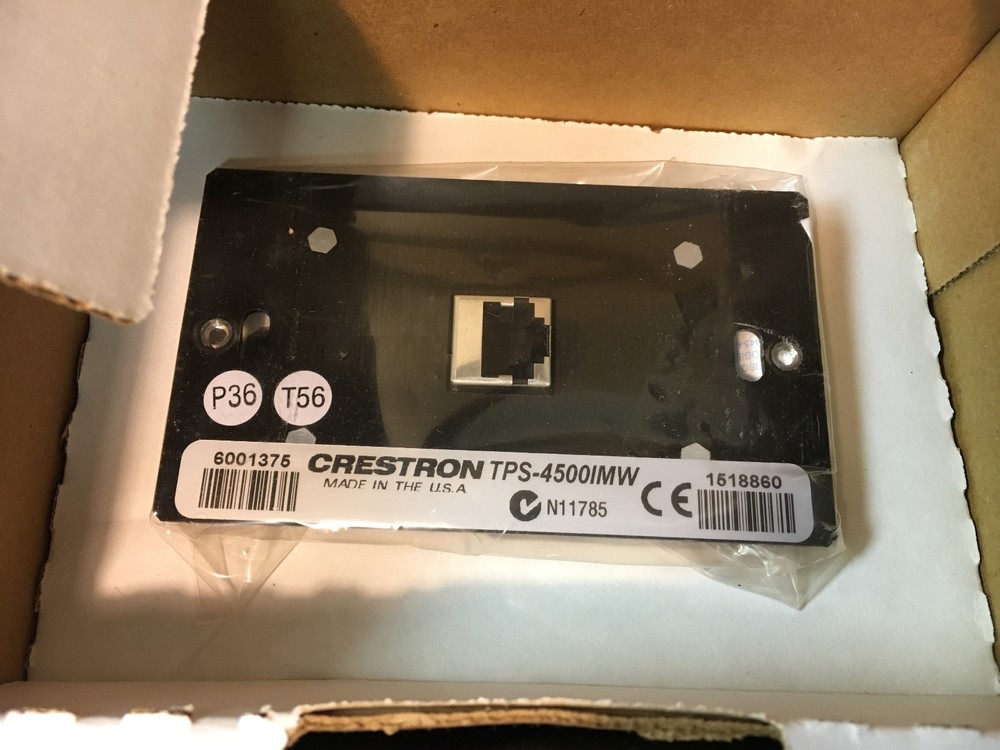 P36
T56
6001375
CRESTRON TPS-4500IMW
MADE IN THE U.S.A
N11785
CE
1518860